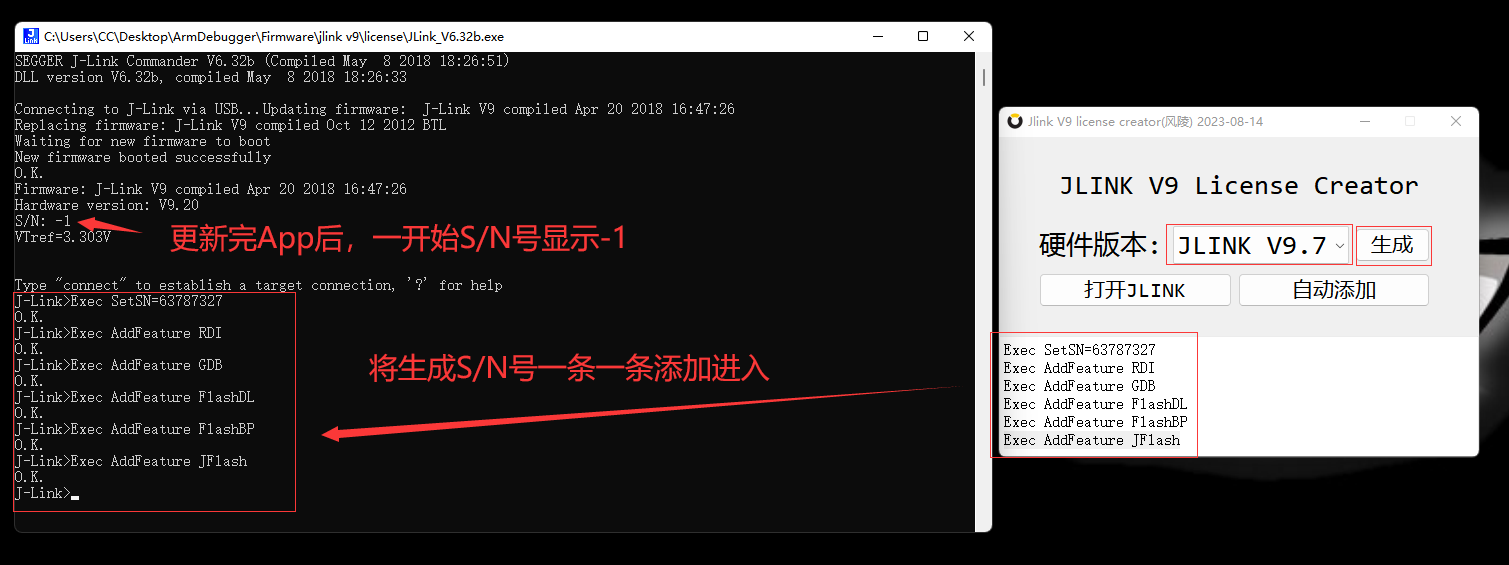 C:\Users\CC\Desktop\ArmDebugger\Firmware\jlink v9\license\JLink_V6.32b.exe
SEGGER J-Link Commander V6.32b (Compiled May  8 2018 18:26:51)
DLL version V6.32b, compiled May  8 2018 18:26:33
Connecting to J-Link via USB...Updating firmware:  J-Link V9 compiled Apr 20 2018 16:47:26
Replacing firmware: J-Link V9 compiled Oct 12 2012 BTL
Waiting for new firmware to boot
New firmware booted successfully
O.K.
Firmware: J-Link V9 compiled Apr 20 2018 16:47:26
Hardware version: V9.20
S/N: -1
VTref=3.303V
更新完App后，一开始S/N号显示-1
Type "connect" to establish a target connection, '?' for help
J-Link>Exec SetSN=63787327
O.K.
J-Link>Exec AddFeature RDI
O.K.
J-Link>Exec AddFeature GDB
O.K.
J-Link>Exec AddFeature FlashDL
O.K.
J-Link>Exec AddFeature FlashBP
O.K.
J-Link>Exec AddFeature JFlash
O.K.
J-Link>
将生成S/N号一条一条添加进入
Jlink V9 license creator(风陵) 2023-08-14
JLINK V9 License Creator
硬件版本: JLINK V9.7 生成
打开JLINK 自动添加
Exec SetSN=63787327
Exec AddFeature RDI
Exec AddFeature GDB
Exec AddFeature FlashDL
Exec AddFeature FlashBP
Exec AddFeature JFlash